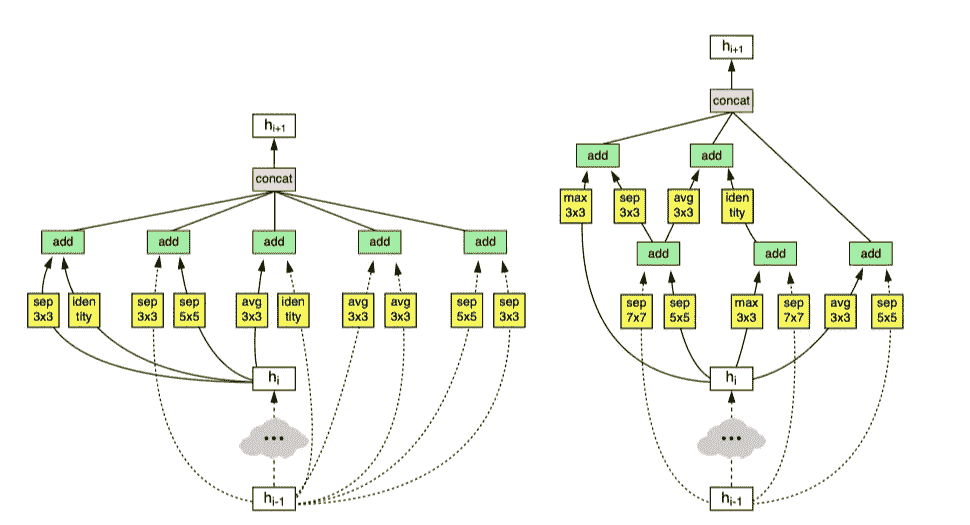 h_{i+1}
concat
add
add
add
add
add
sep
3x3
iden
tity
sep
3x3
sep
5x5
avg
3x3
iden
tity
avg
3x3
avg
3x3
sep
5x5
sep
3x3
h_i
...
h_{i-1}
h_{i+1}
concat
add
add
max
3x3
sep
3x3
avg
3x3
iden
tity
add
add
add
sep
7x7
sep
5x5
max
3x3
sep
7x7
avg
3x3
sep
5x5
h_i
...
h_{i-1}